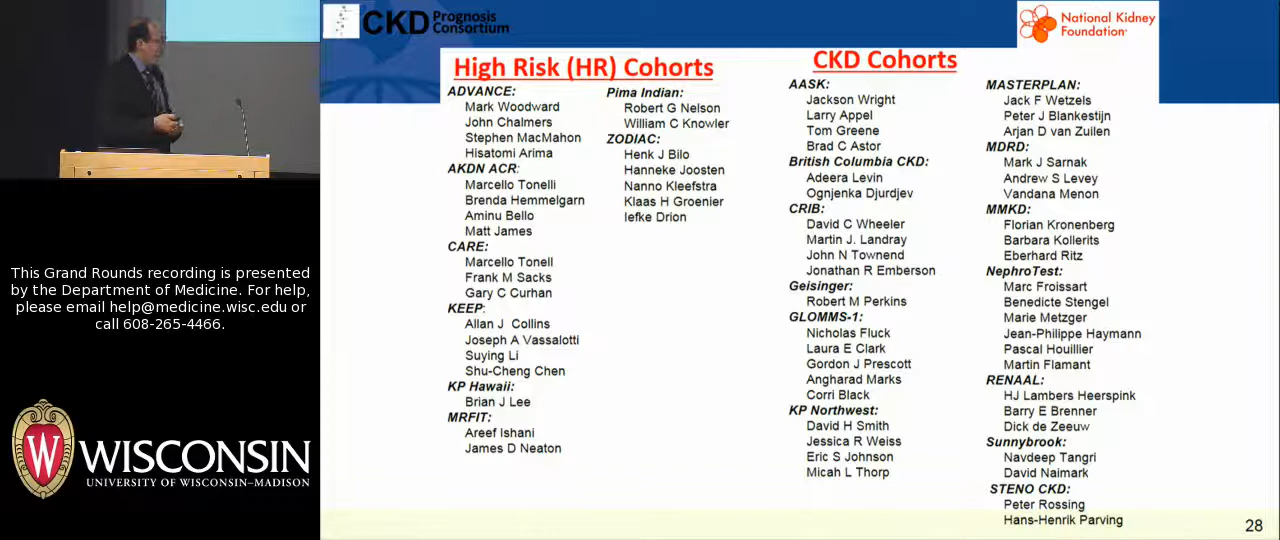 CKD Prognosis
Consortium
National Kidney
Foundation®
High Risk (HR) Cohorts
ADVANCE:
Mark Woodward
John Chalmers
Stephen MacMahon
Hisatomi Arima
AKDN ACR:
Marcello Tonelli
Brenda Hemmelgarn
Aminu Bello
Matt James
CARE:
Marcello Tonell
Frank M Sacks
Gary C Curhan
KEEP:
Allan J Collins
Joseph A Vassalotti
Suying Li
Shu-Cheng Chen
KP Hawaii:
Brian J Lee
MRFIT:
Areef Ishani
James D Neaton
Pima Indian:
Robert G Nelson
William C Knowler
ZODIAC:
Henk J Bilo
Hanneke Joosten
Nanno Kleefstra
Klaas H Groenier
Iefke Drion
CKD Cohorts
AASK:
Jackson Wright
Larry Appel
Tom Greene
Brad C Astor
British Columbia CKD:
Adeera Levin
Ognjenka Djurdjev
CRIB:
David C Wheeler
Martin J. Landray
John N Townend
Jonathan R Emberson
Geisinger:
Robert M Perkins
GLOMMS-1:
Nicholas Fluck
Laura E Clark
Gordon J Prescott
Angharad Marks
Corri Black
KP Northwest:
David H Smith
Jessica R Weiss
Eric S Johnson
Micah L Thorp
MASTERPLAN:
Jack F Wetzels
Peter J Blankestijn
Arjan D van Zuilen
MDRD:
Mark J Sarnak
Andrew S Levey
Vandana Menon
MMKD:
Florian Kronenberg
Barbara Kollerits
Eberhard Ritz
NephroTest:
Marc Froissart
Benedicte Stengel
Marie Metzger
Jean-Philippe Haymann
Pascal Houillier
Martin Flamant
RENAAL:
HJ Lambers Heerspink
Barry E Brenner
Dick de Zeeuw
Sunnybrook:
Navdeep Tangri
David Naimark
STENO CKD:
Peter Rossing
Hans-Henrik Parving
28
This Grand Rounds recording is presented
by the Department of Medicine. For help,
please email help@medicine.wisc.edu or
call 608-265-4466.
W
WISCONSIN
UNIVERSITY OF WISCONSIN–MADISON